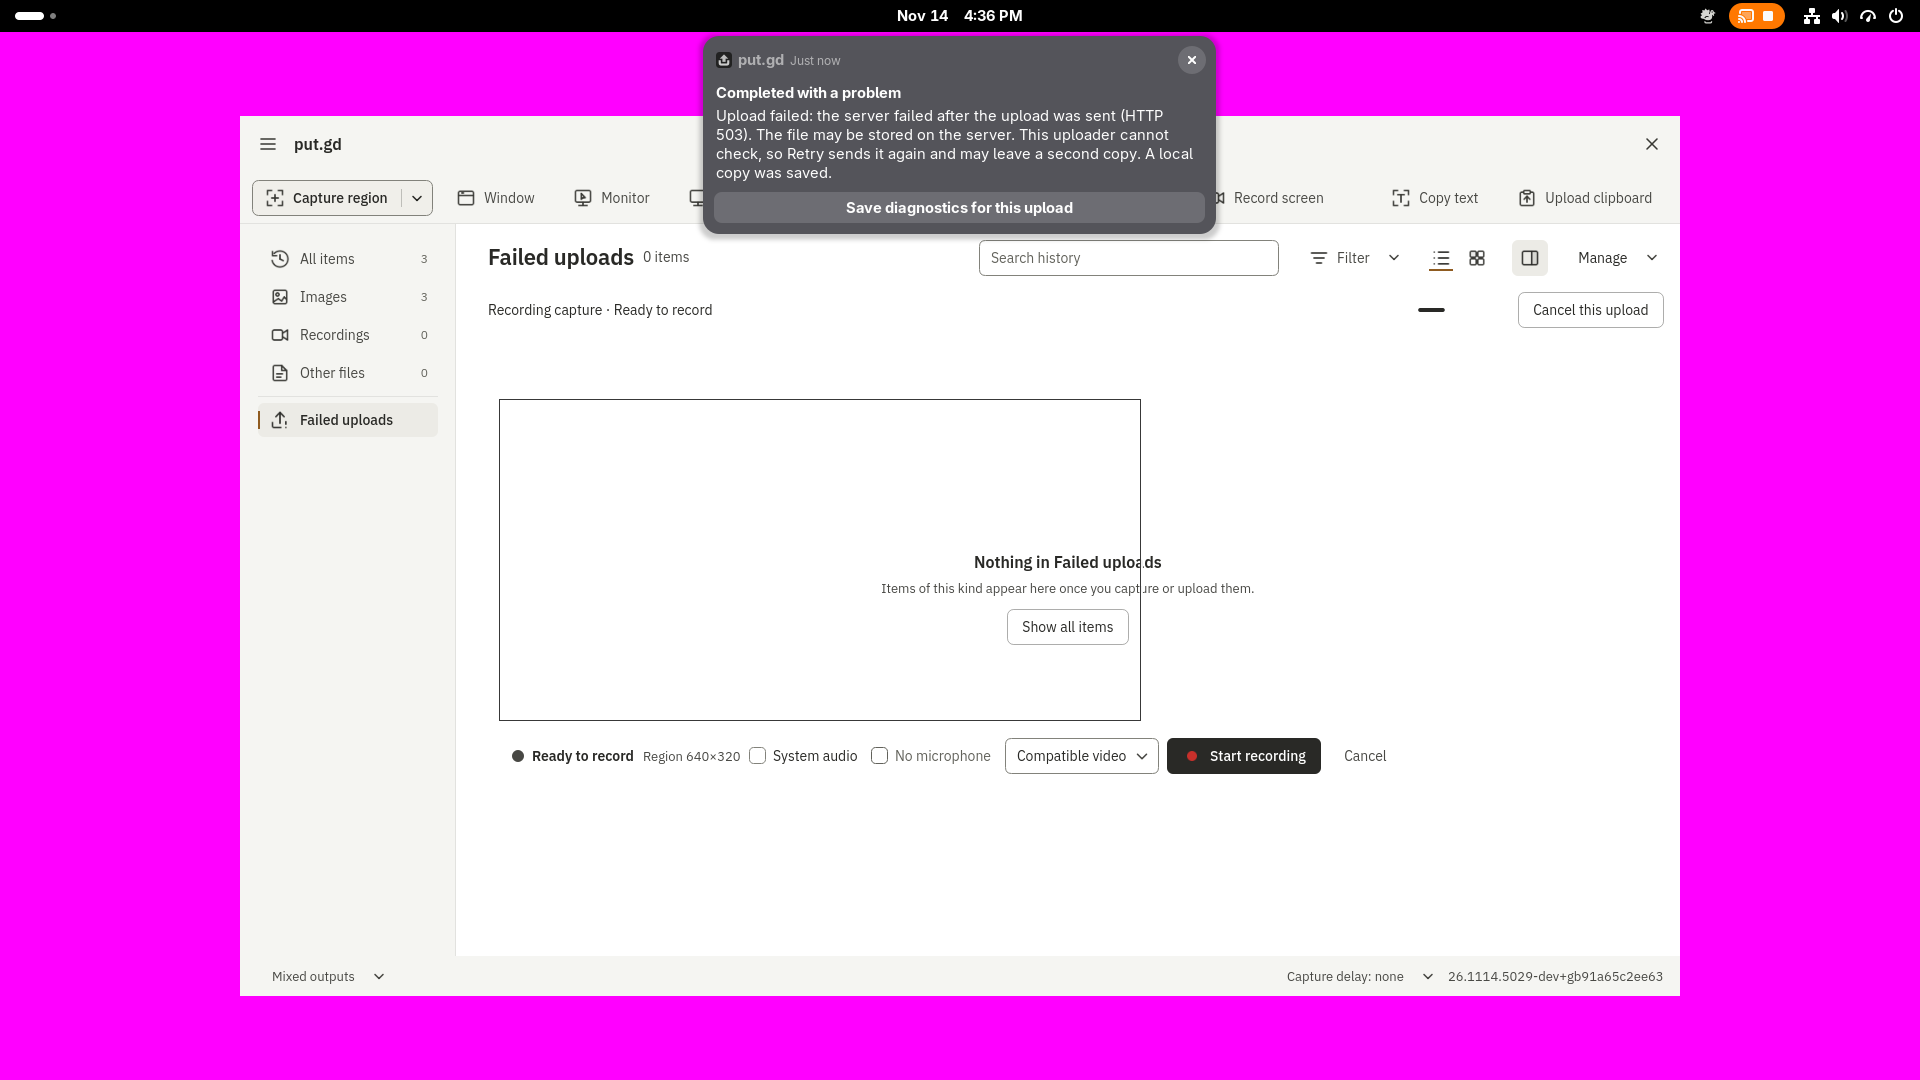 Nov 14 4:36 PM
put.gd Just now
Completed with a problem
Upload failed: the server failed after the upload was sent (HTTP
503). The file may be stored on the server. This uploader cannot
check, so Retry sends it again and may leave a second copy. A local
copy was saved.
Save diagnostics for this upload
put.gd
Capture region
Window
Monitor
Record screen
Copy text
Upload clipboard
All items 3
Images 3
Recordings 0
Other files 0
Failed uploads
Failed uploads 0 items
Search history
Filter
Manage
Recording capture · Ready to record
Cancel this upload
Nothing in Failed uploads
Items of this kind appear here once you capture or upload them.
Show all items
Ready to record Region 640×320 System audio No microphone Compatible video Start recording Cancel
Mixed outputs
Capture delay: none
26.1114.5029-dev+gb91a65c2ee63